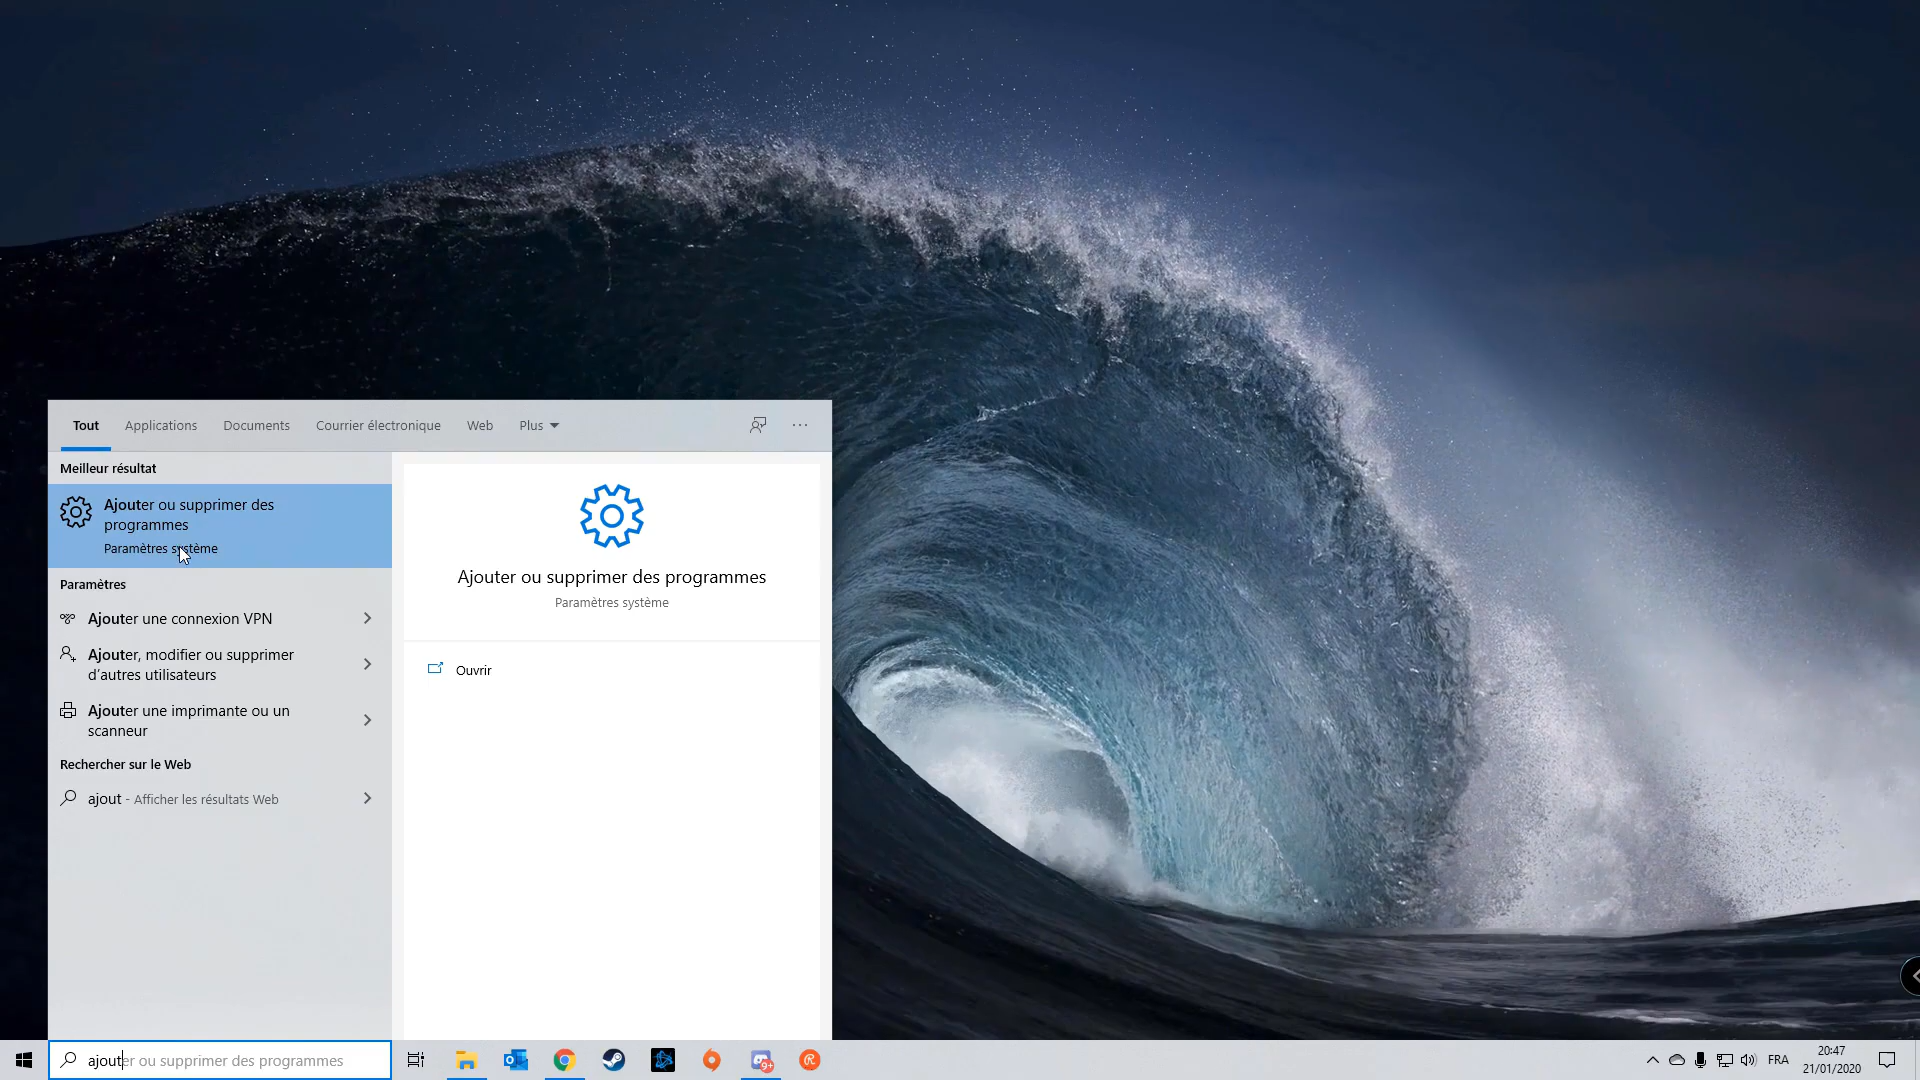 Tout Applications Documents Courrier électronique Web Plus
Meilleur résultat
Ajouter ou supprimer des
programmes
Paramètres système
Paramètres
Ajouter une connexion VPN
Ajouter, modifier ou supprimer
d’autres utilisateurs
Ajouter une imprimante ou un
scanneur
Rechercher sur le Web
ajout - Afficher les résultats Web
Ajouter ou supprimer des programmes
Paramètres système
Ouvrir
ajouter ou supprimer des programmes
9+
FRA
20:47
21/01/2020